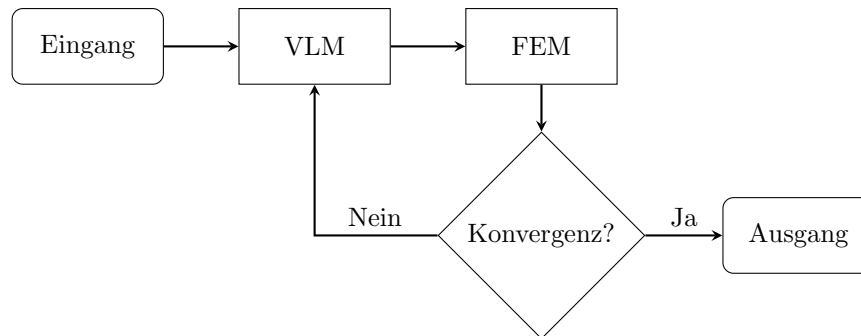 Eingang
VLM
FEM
Nein
Konvergenz?
Ja
Ausgang